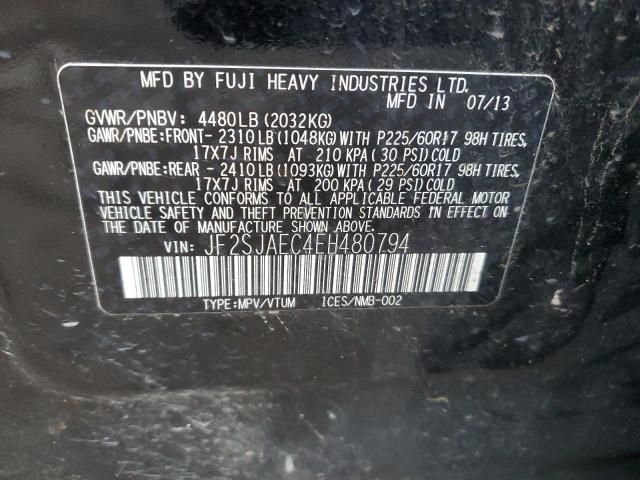 MFD BY FUJI HEAVY INDUSTRIES LTD.
MFD IN 07/13
GVWR/PNBV: 4480LB (2032KG)
GAWR/PNBE:FRONT- 2310LB (1048KG) WITH P225/60R17 98H TIRES,
17X7J RIMS AT 210 KPA ( 30 PSI) COLD
GAWR/PNBE:REAR - 2410LB (1093KG) WITH P225/60R17 98H TIRES,
17X7J RIMS AT 200 KPA ( 29 PSI) COLD
THIS VEHICLE CONFORMS TO ALL APPLICABLE FEDERAL MOTOR
VEHICLE SAFETY AND THEFT PREVENTION STANDARDS IN EFFECT ON
THE DATE OF MANUFACTURE SHOWN ABOVE.
VIN: JF2SJAEC4EH480794
TYPE:MPV/VTUM ICES/NMB-002